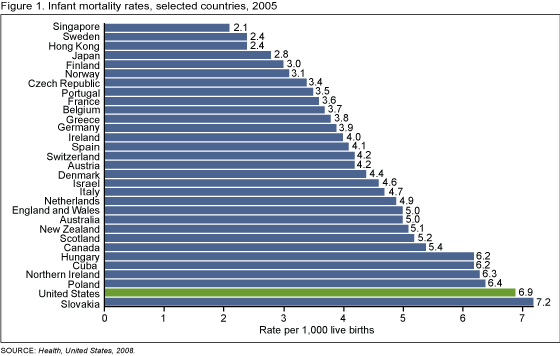 Figure 1. Infant mortality rates, selected countries, 2005
Singapore 2.1
Sweden 2.4
Hong Kong 2.4
Japan 2.8
Finland 3.0
Norway 3.1
Czech Republic 3.4
Portugal 3.5
France 3.6
Belgium 3.7
Greece 3.8
Germany 3.9
Ireland 4.0
Spain 4.1
Switzerland 4.2
Austria 4.2
Denmark 4.4
Israel 4.6
Italy 4.7
Netherlands 4.9
England and Wales 5.0
Australia 5.0
New Zealand 5.1
Scotland 5.2
Canada 5.4
Hungary 6.2
Cuba 6.2
Northern Ireland 6.3
Poland 6.4
United States 6.9
Slovakia 7.2
0 1 2 3 4 5 6 7
Rate per 1,000 live births
SOURCE: Health, United States, 2008.